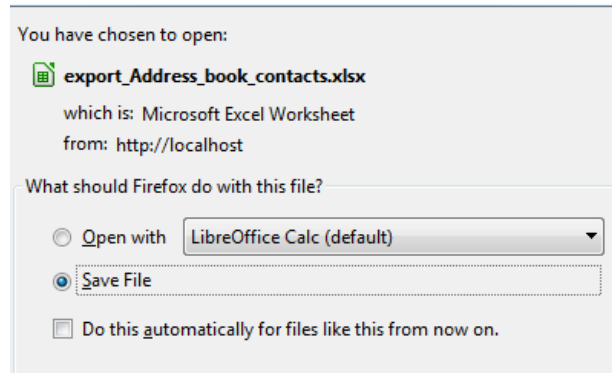 You have chosen to open:
export_Address_book_contacts.xlsx
which is: Microsoft Excel Worksheet
from: http://localhost
What should Firefox do with this file?
Open with LibreOffice Calc (default)
Save File
Do this automatically for files like this from now on.